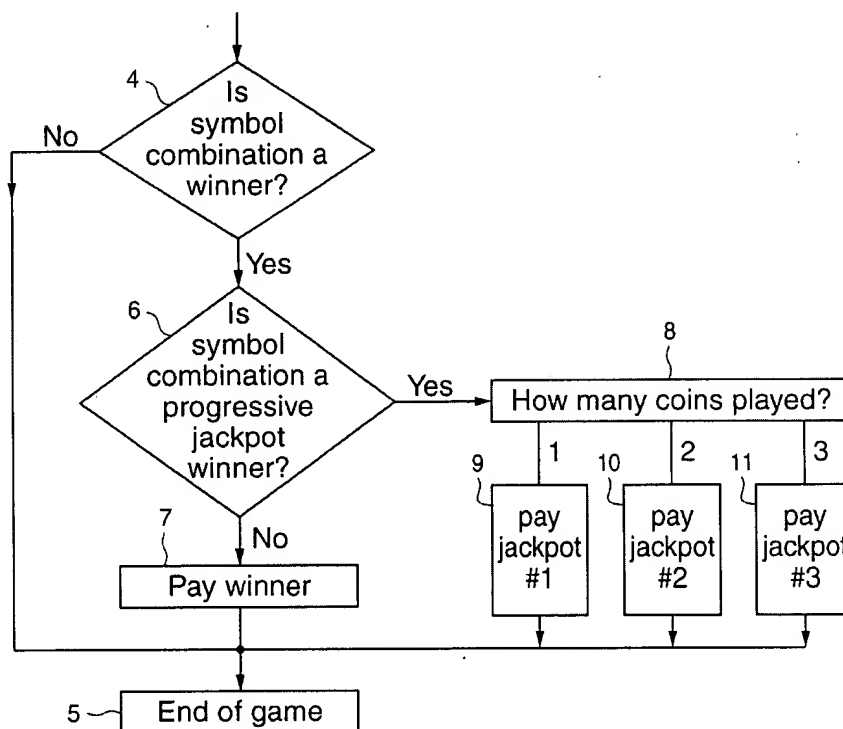 4
Is
symbol
combination a
winner?
No
Yes
6
Is
symbol
combination a
progressive
jackpot
winner?
Yes
8
How many coins played?
1
2
3
9
pay
jackpot
#1
10
pay
jackpot
#2
11
pay
jackpot
#3
No
7
Pay winner
5
End of game